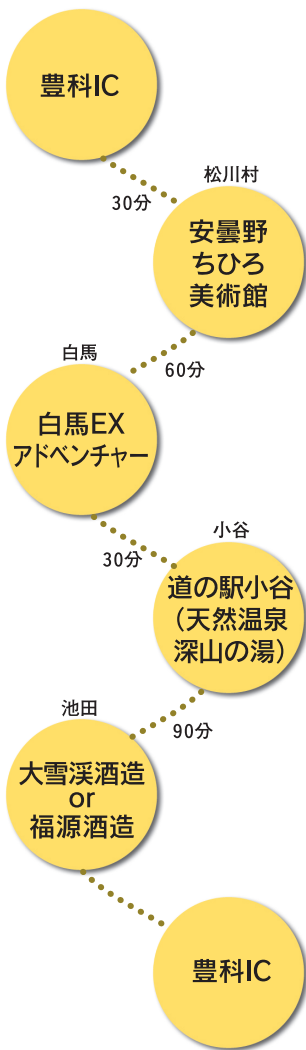 豊科IC
30分
松川村
安曇野
ちひろ
美術館
60分
白馬
白馬EX
アドベンチャー
30分
小谷
道の駅小谷
（天然温泉
深山の湯）
90分
池田
大雪渓酒造
or
福源酒造
豊科IC